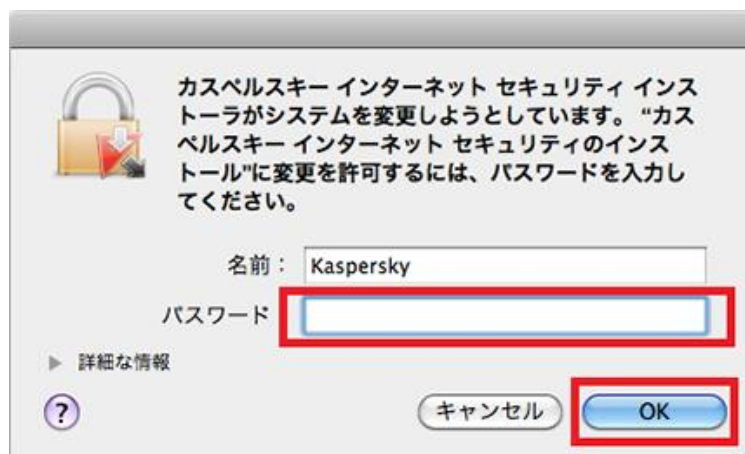 カスペルスキー インターネット セキュリティ インス
トーラがシステムを変更しようとしています。 “カス
ペルスキー インターネット セキュリティのインス
トール"に変更を許可するには、パスワードを入力し
てください。
名前： Kaspersky
パスワード
▶ 詳細な情報
? キャンセル OK